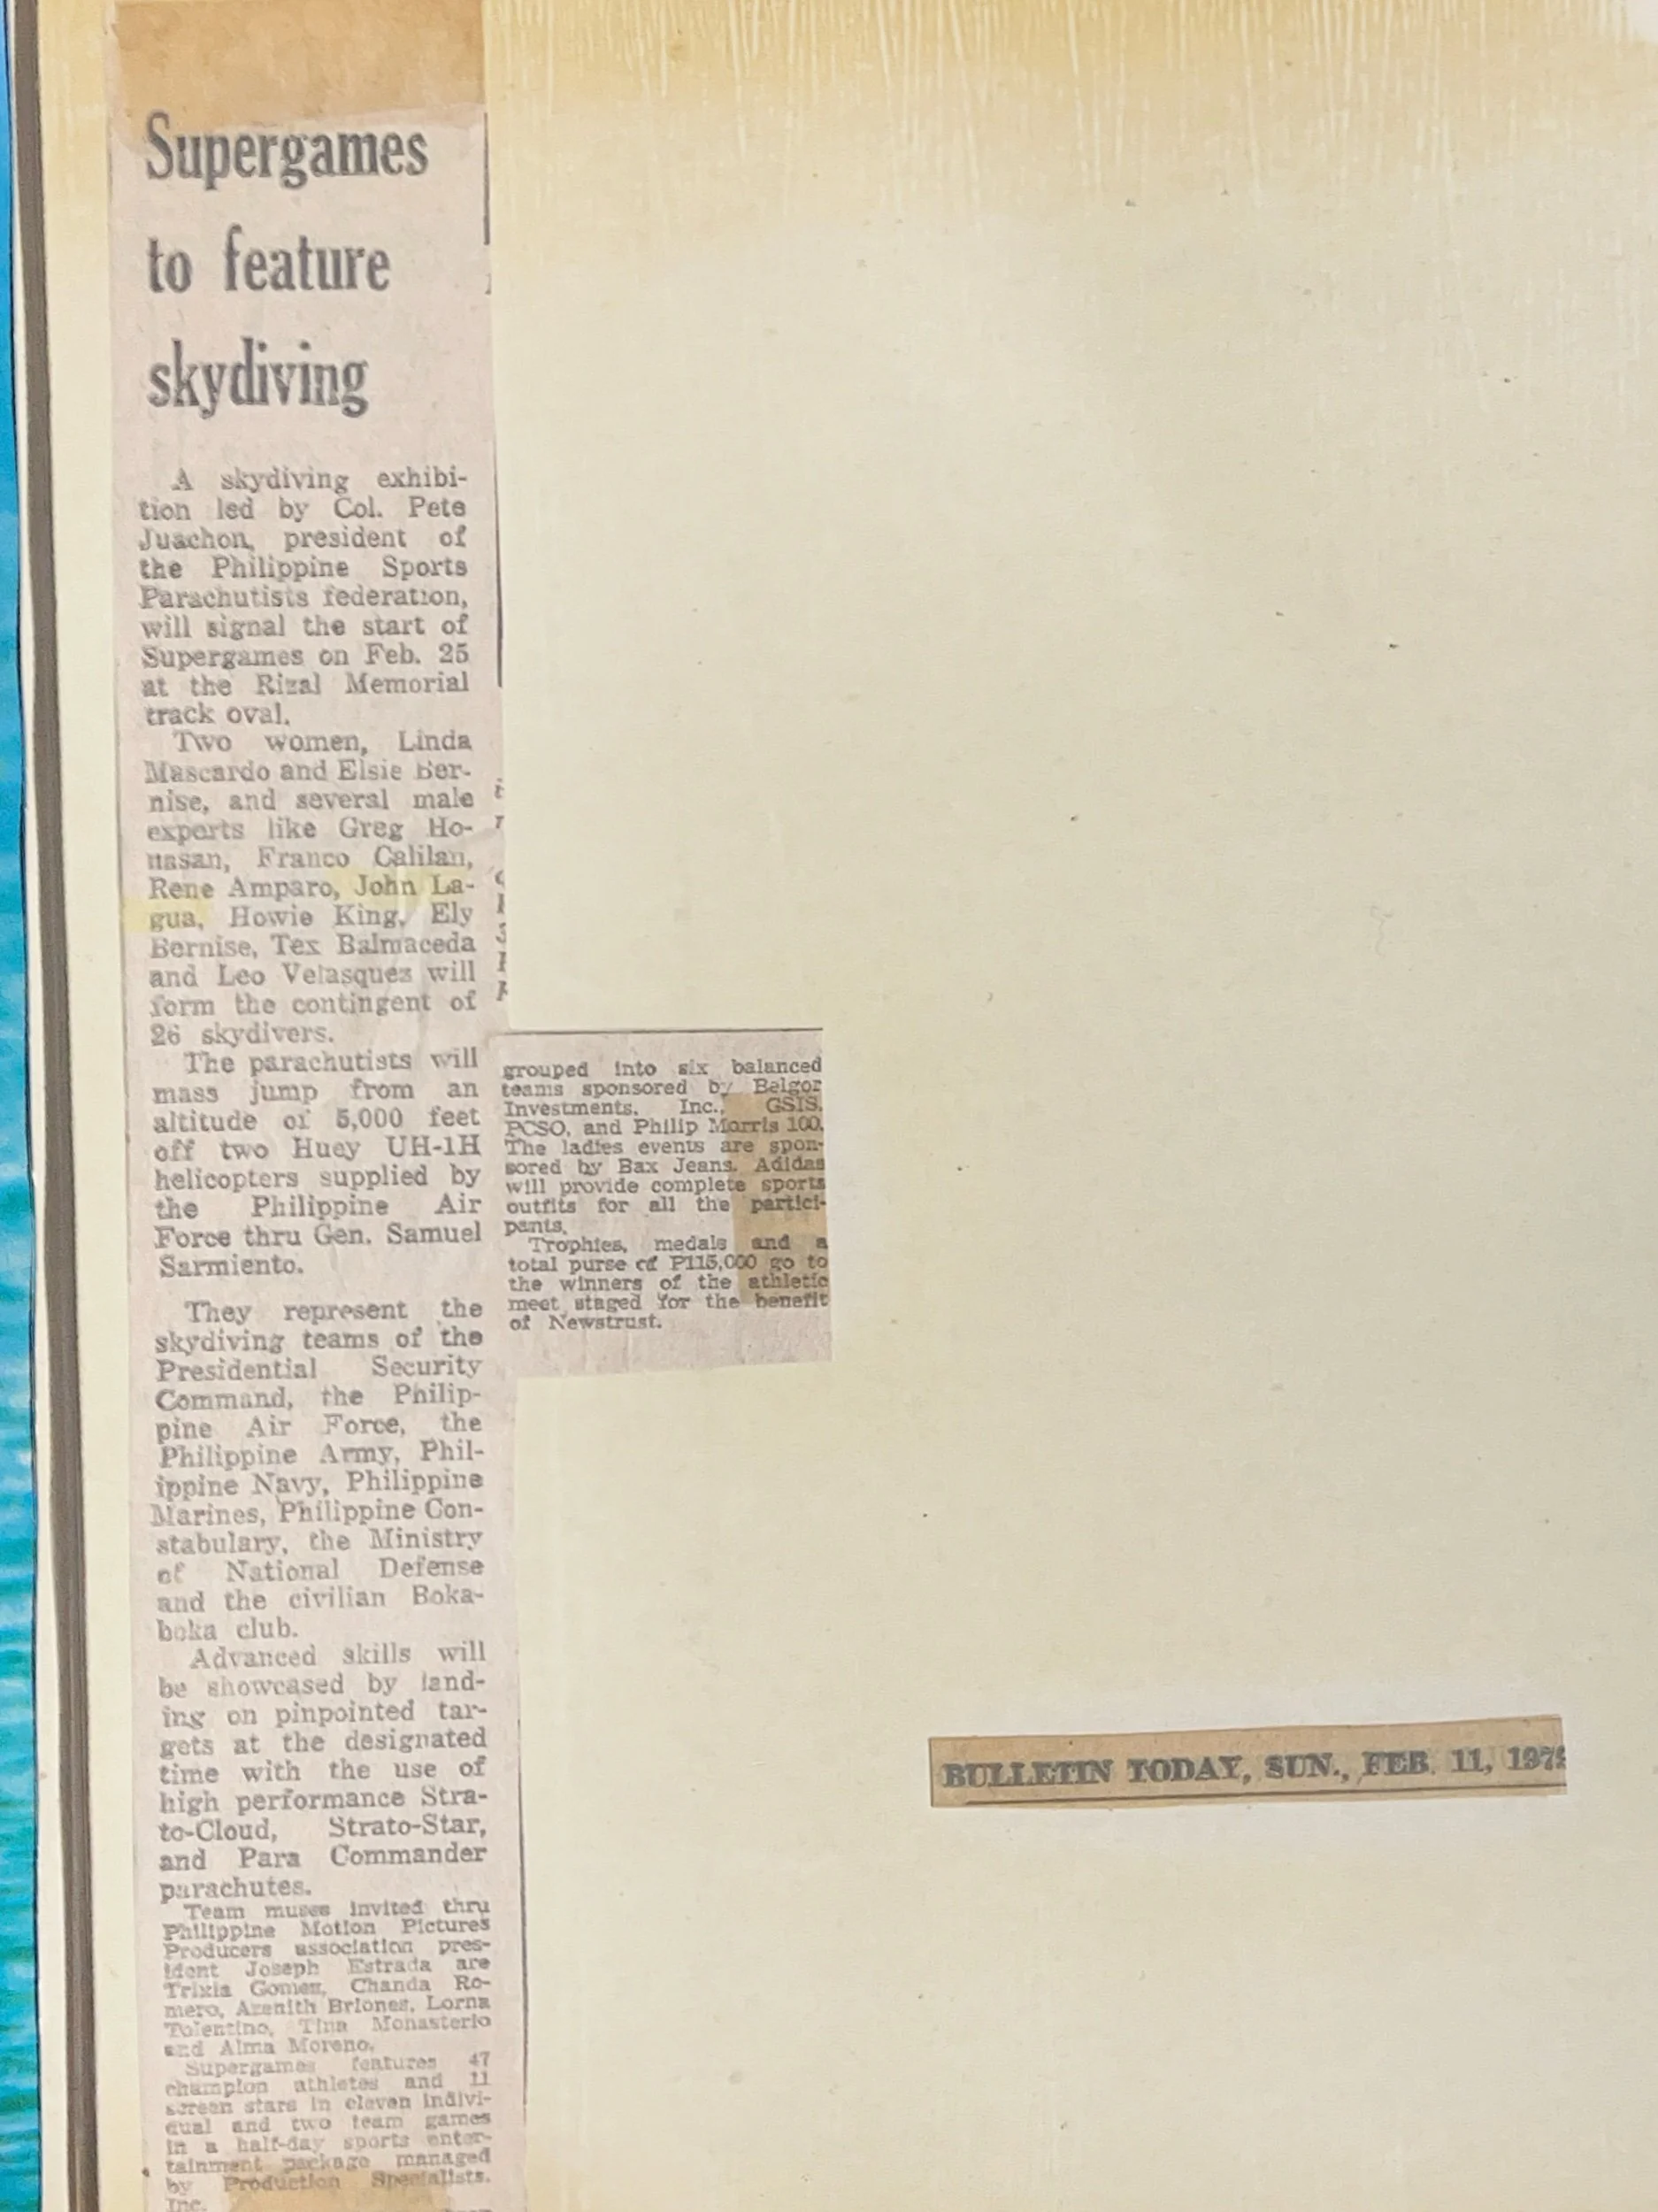 Supergames
to feature
skydiving
A skydiving exhibi-
tion led by Col. Pete
Juachon, president of
the Philippine Sports
Parachutists federation,
will signal the start of
Supergames on Feb. 25
at the Rizal Memorial
track oval.
Two women, Linda
Mascardo and Elsie Ber-
nise, and several male
experts like Greg Ho-
nasan, Franco Calilan,
Rene Amparo, John La-
gua, Howie King, Ely
Bernise, Tex Balmaceda
and Leo Velasquez will
form the contingent of
26 skydivers.
The parachutists will
mass jump from an
altitude of 5,000 feet
off two Huey UH-1H
helicopters supplied by
the Philippine Air
Force thru Gen. Samuel
Sarmiento.
They represent the
skydiving teams of the
Presidential Security
Command, the Philip-
pine Air Force, the
Philippine Army, Phil-
ippine Navy, Philippine
Marines, Philippine Con-
stabulary, the Ministry
of National Defense
and the civilian Boka-
boka club.
Advanced skills will
be showcased by land-
ing on pinpointed tar-
gets at the designated
time with the use of
high performance Stra-
to-Cloud, Strato-Star,
and Para Commander
parachutes.
Team muses invited thru
Philippine Motion Pictures
Producers association pres-
ident Joseph Estrada are
Trixia Gomez, Chanda Ro-
mero, Azenith Briones, Lorna
Tolentino, Tina Monasterio
and Alma Moreno.
Supergames features 47
champion athletes and 11
screen stars in eleven indivi-
dual and two team games
in a half-day sports enter-
tainment package managed
by Production Specialists.
Inc.
grouped into six balanced
teams sponsored by Belgor
Investments, Inc., GSIS,
PCSO, and Philip Morris 100.
The ladies events are spon-
sored by Bax Jeans. Adidas
will provide complete sports
outfits for all the partici-
pants.
Trophies, medals and a
total purse of P115,000 go to
the winners of the athletic
meet staged for the benefit
of Newstrust.
BULLETIN TODAY, SUN., FEB. 11, 1979